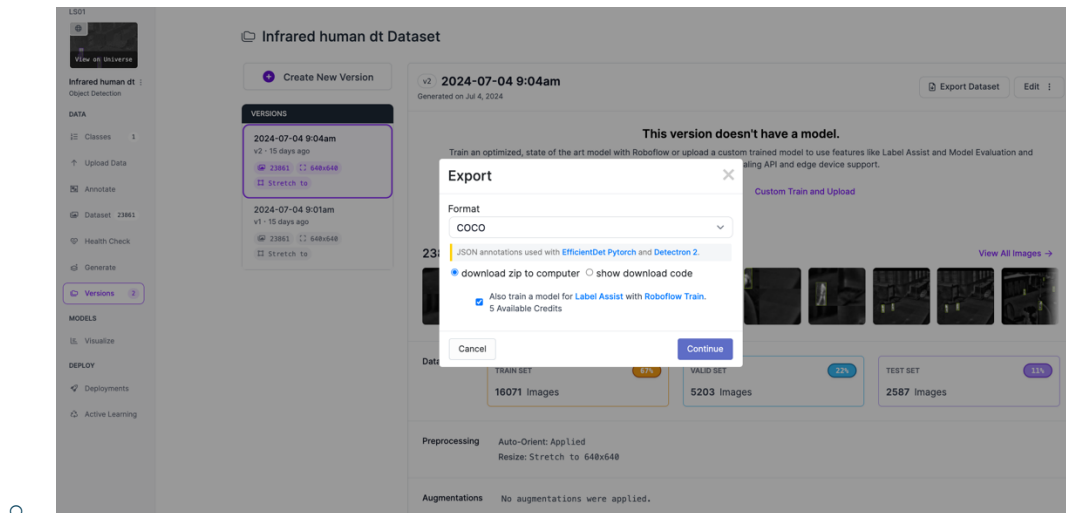 LS01
View on Universe
Infrared human dt
Object Detection
DATA
Classes 1
Upload Data
Annotate
Dataset 23861
Health Check
Generate
Versions 2
MODELS
Visualize
DEPLOY
Deployments
Active Learning
Infrared human dt Dataset
Create New Version
VERSIONS
2024-07-04 9:04am
v2 · 15 days ago
23861 640x640
Stretch to
2024-07-04 9:01am
v1 · 15 days ago
23861 640x640
Stretch to
v2 2024-07-04 9:04am
Generated on Jul 4, 2024
Export Dataset Edit
This version doesn't have a model.
Train an optimized, state of the art model with Roboflow or upload a custom trained model to use features like Label Assist and Model Evaluation and
aling API and edge device support.
Custom Train and Upload
Export
Format
COCO
JSON annotations used with EfficientDet Pytorch and Detectron 2.
download zip to computer show download code
Also train a model for Label Assist with Roboflow Train.
5 Available Credits
Cancel Continue
View All Images →
TRAIN SET 67%
16071 Images
VALID SET 22%
5203 Images
TEST SET 11%
2587 Images
Preprocessing Auto-Orient: Applied
Resize: Stretch to 640x640
Augmentations No augmentations were applied.